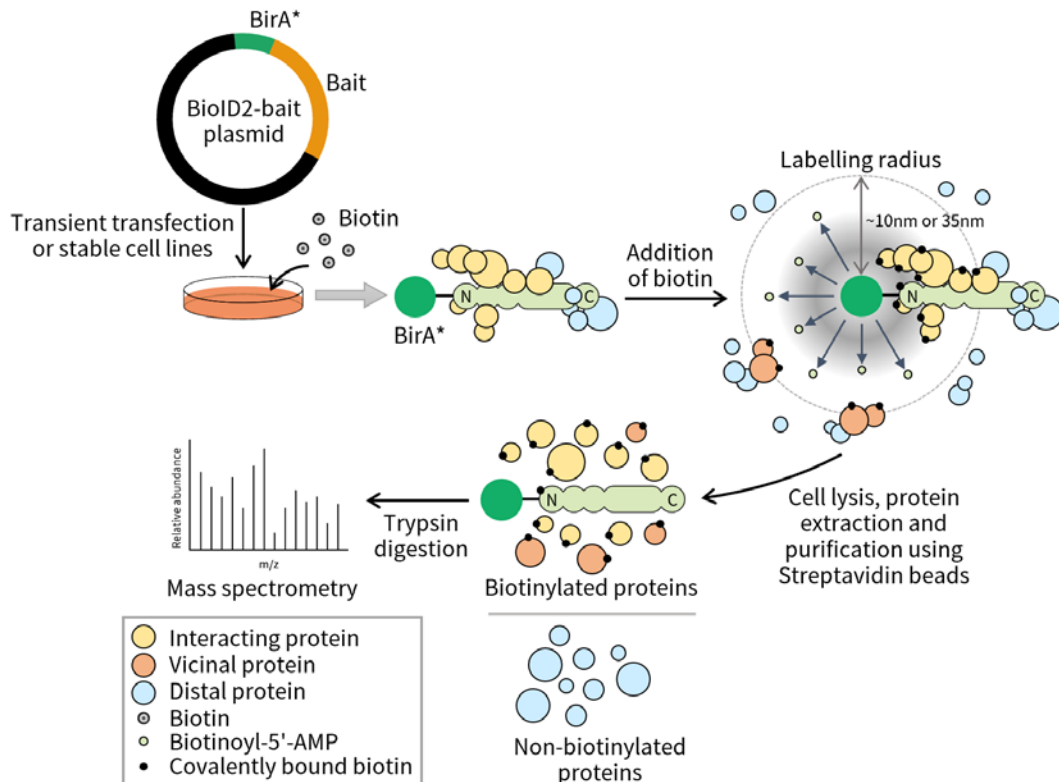 BirA*
Bait
BioID2-bait
plasmid
Transient transfection
or stable cell lines
Biotin
BirA*
N
C
Addition
of biotin
Labelling radius
~10nm or 35nm
N
C
Cell lysis, protein
extraction and
purification using
Streptavidin beads
N
C
Biotinylated proteins
Non-biotinylated
proteins
Trypsin
digestion
Relative abundance
m/z
Mass spectrometry
Interacting protein
Vicinal protein
Distal protein
Biotin
Biotinoyl-5'-AMP
Covalently bound biotin